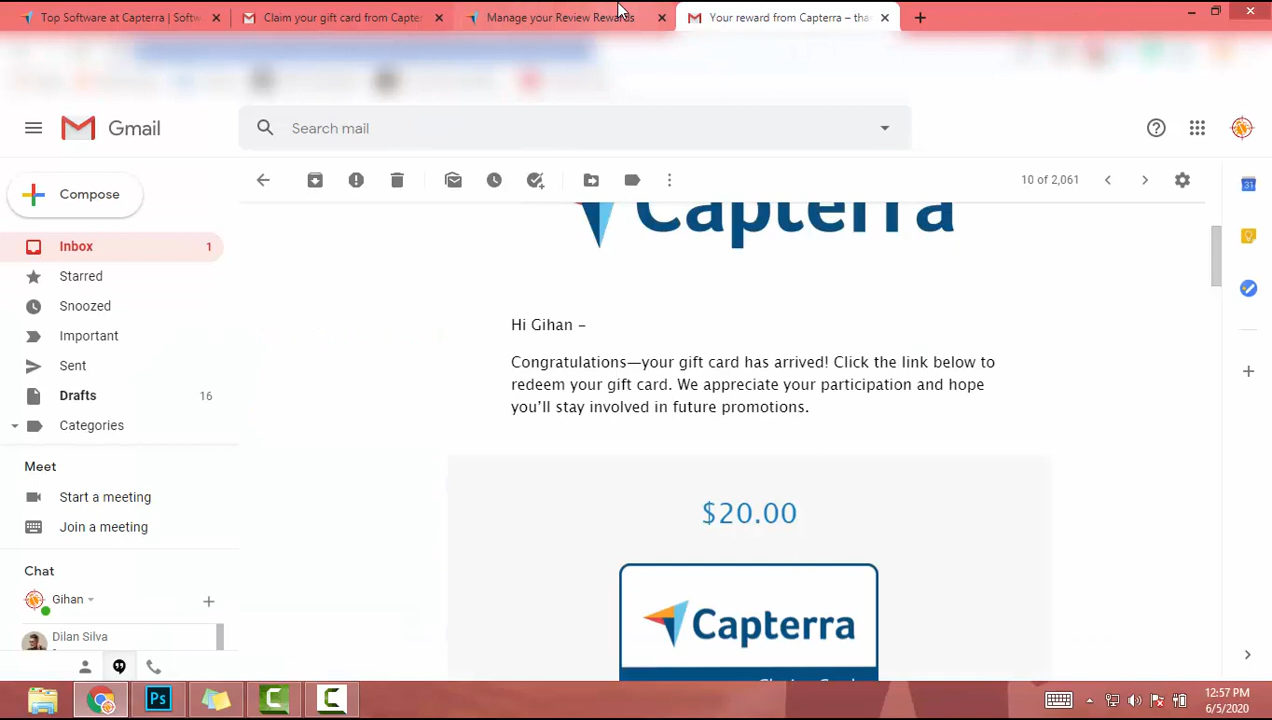 Top Software at Capterra | Softw
Claim your gift card from Capter
Manage your Review Rewards
Your reward from Capterra – tha
Gmail
Search mail
Compose
10 of 2,061
31
Inbox 1
Starred
Snoozed
Important
Sent
Drafts 16
Categories
Meet
Start a meeting
Join a meeting
Chat
Gihan
Dilan Silva
Capterra
Hi Gihan –
Congratulations—your gift card has arrived! Click the link below to
redeem your gift card. We appreciate your participation and hope
you’ll stay involved in future promotions.
$20.00
Capterra
Ps
12:57 PM
6/5/2020